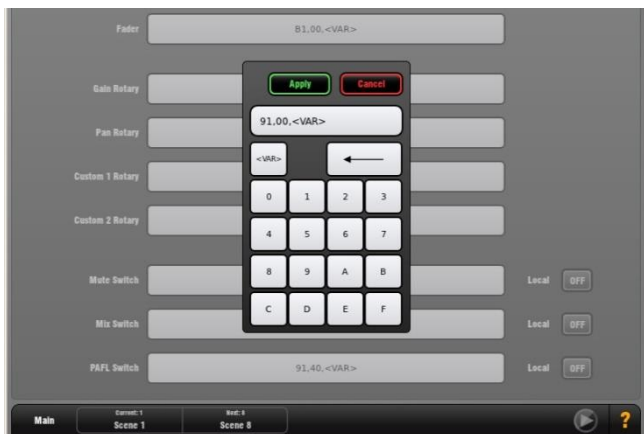 Fader B1,00,<VAR>
Apply Cancel
91,00,<VAR>
Gain Rotary
Pan Rotary
<VAR>
Custom 1 Rotary
0 1 2 3
Custom 2 Rotary
4 5 6 7
8 9 A B
Mute Switch Local OFF
C D E F
Mix Switch Local OFF
PAFL Switch 91,40,<VAR> Local OFF
Main
Current: 1
Scene 1
Next: 8
Scene 8
?